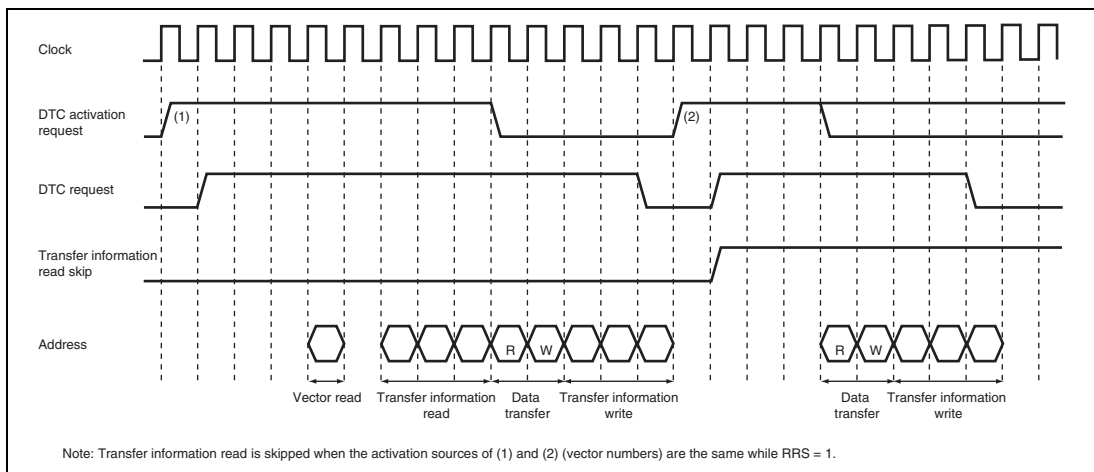 Clock
DTC activation
request
(1)
(2)
DTC request
Transfer information
read skip
Address
R
W
R
W
Vector read
Transfer information
read
Data
transfer
Transfer information
write
Data
transfer
Transfer information
write
Note: Transfer information read is skipped when the activation sources of (1) and (2) (vector numbers) are the same while RRS = 1.